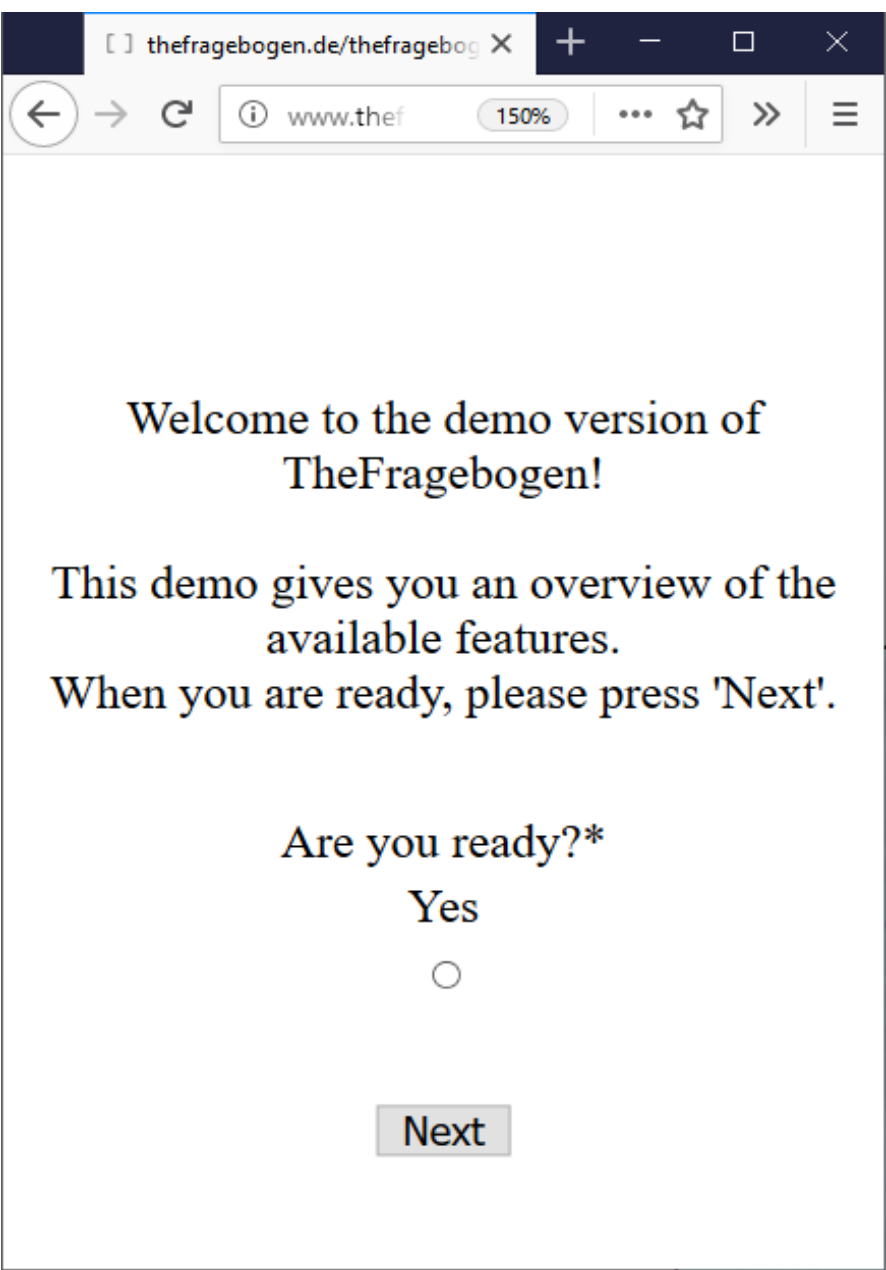 [ ] thefragebogen.de/thefragebog
www.thef
150%
Welcome to the demo version of
TheFragebogen!
This demo gives you an overview of the
available features.
When you are ready, please press 'Next'.
Are you ready?*
Yes
Next